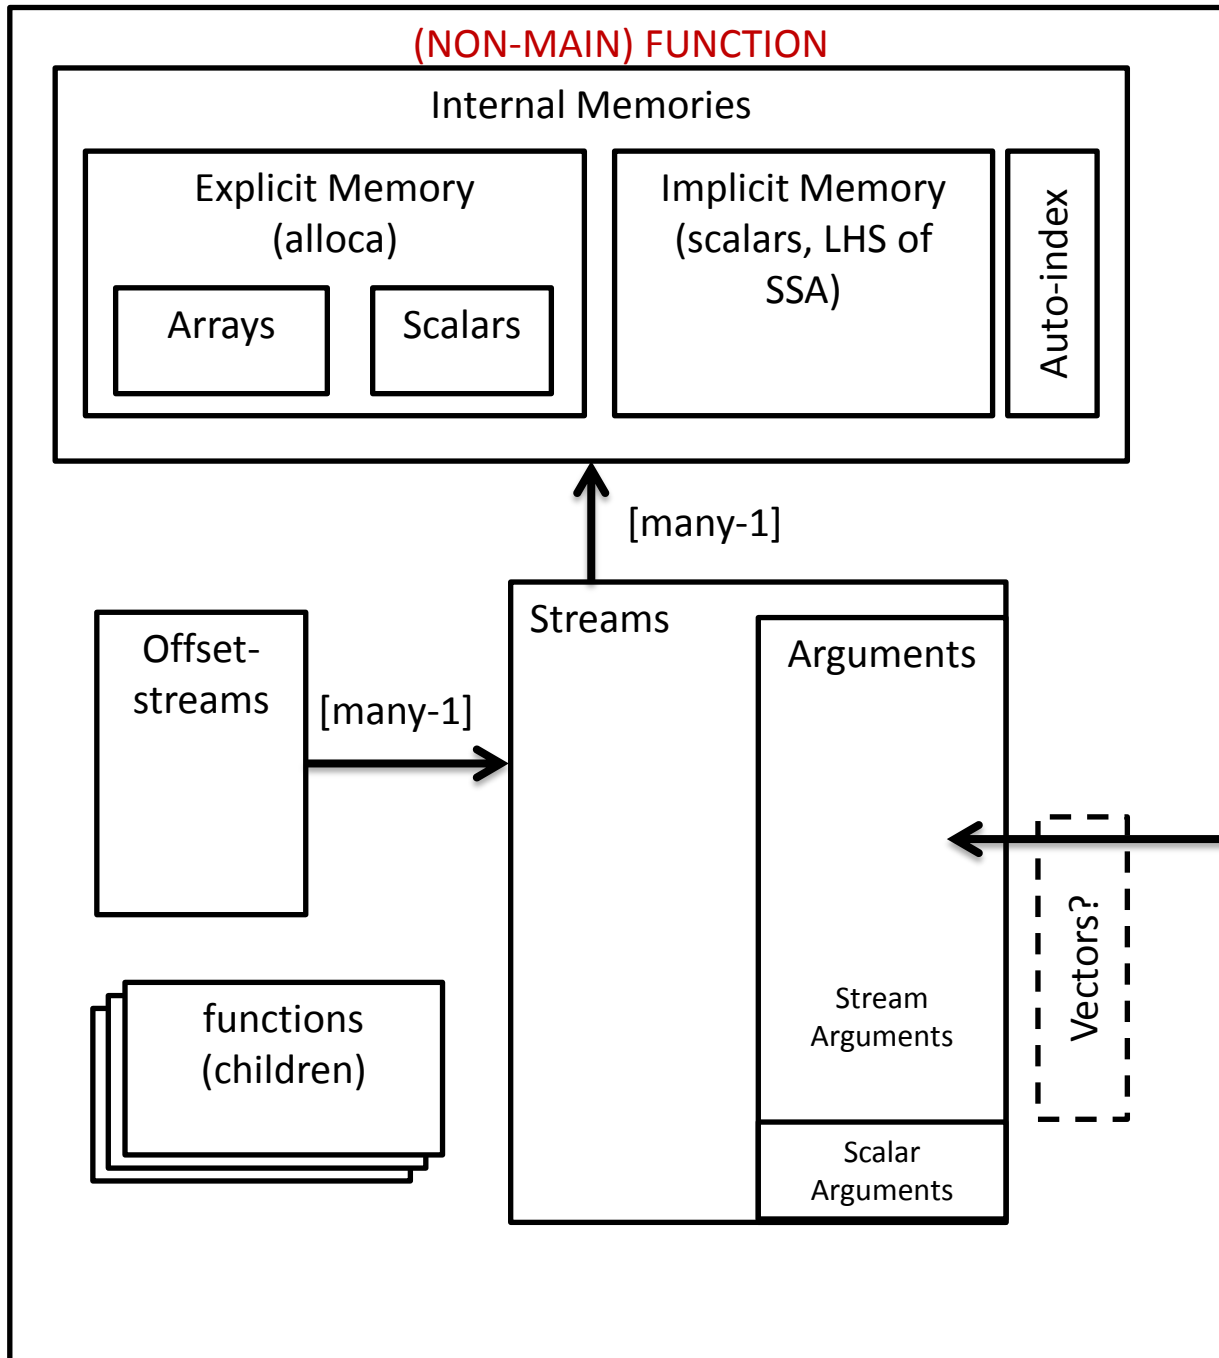 (NON-MAIN) FUNCTION
Internal Memories
Explicit Memory
(alloca)
Arrays
Scalars
Implicit Memory
(scalars, LHS of
SSA)
Auto-index
[many-1]
Streams
Arguments
Offset-
streams
[many-1]
Stream
Arguments
Vectors?
functions
(children)
Scalar
Arguments